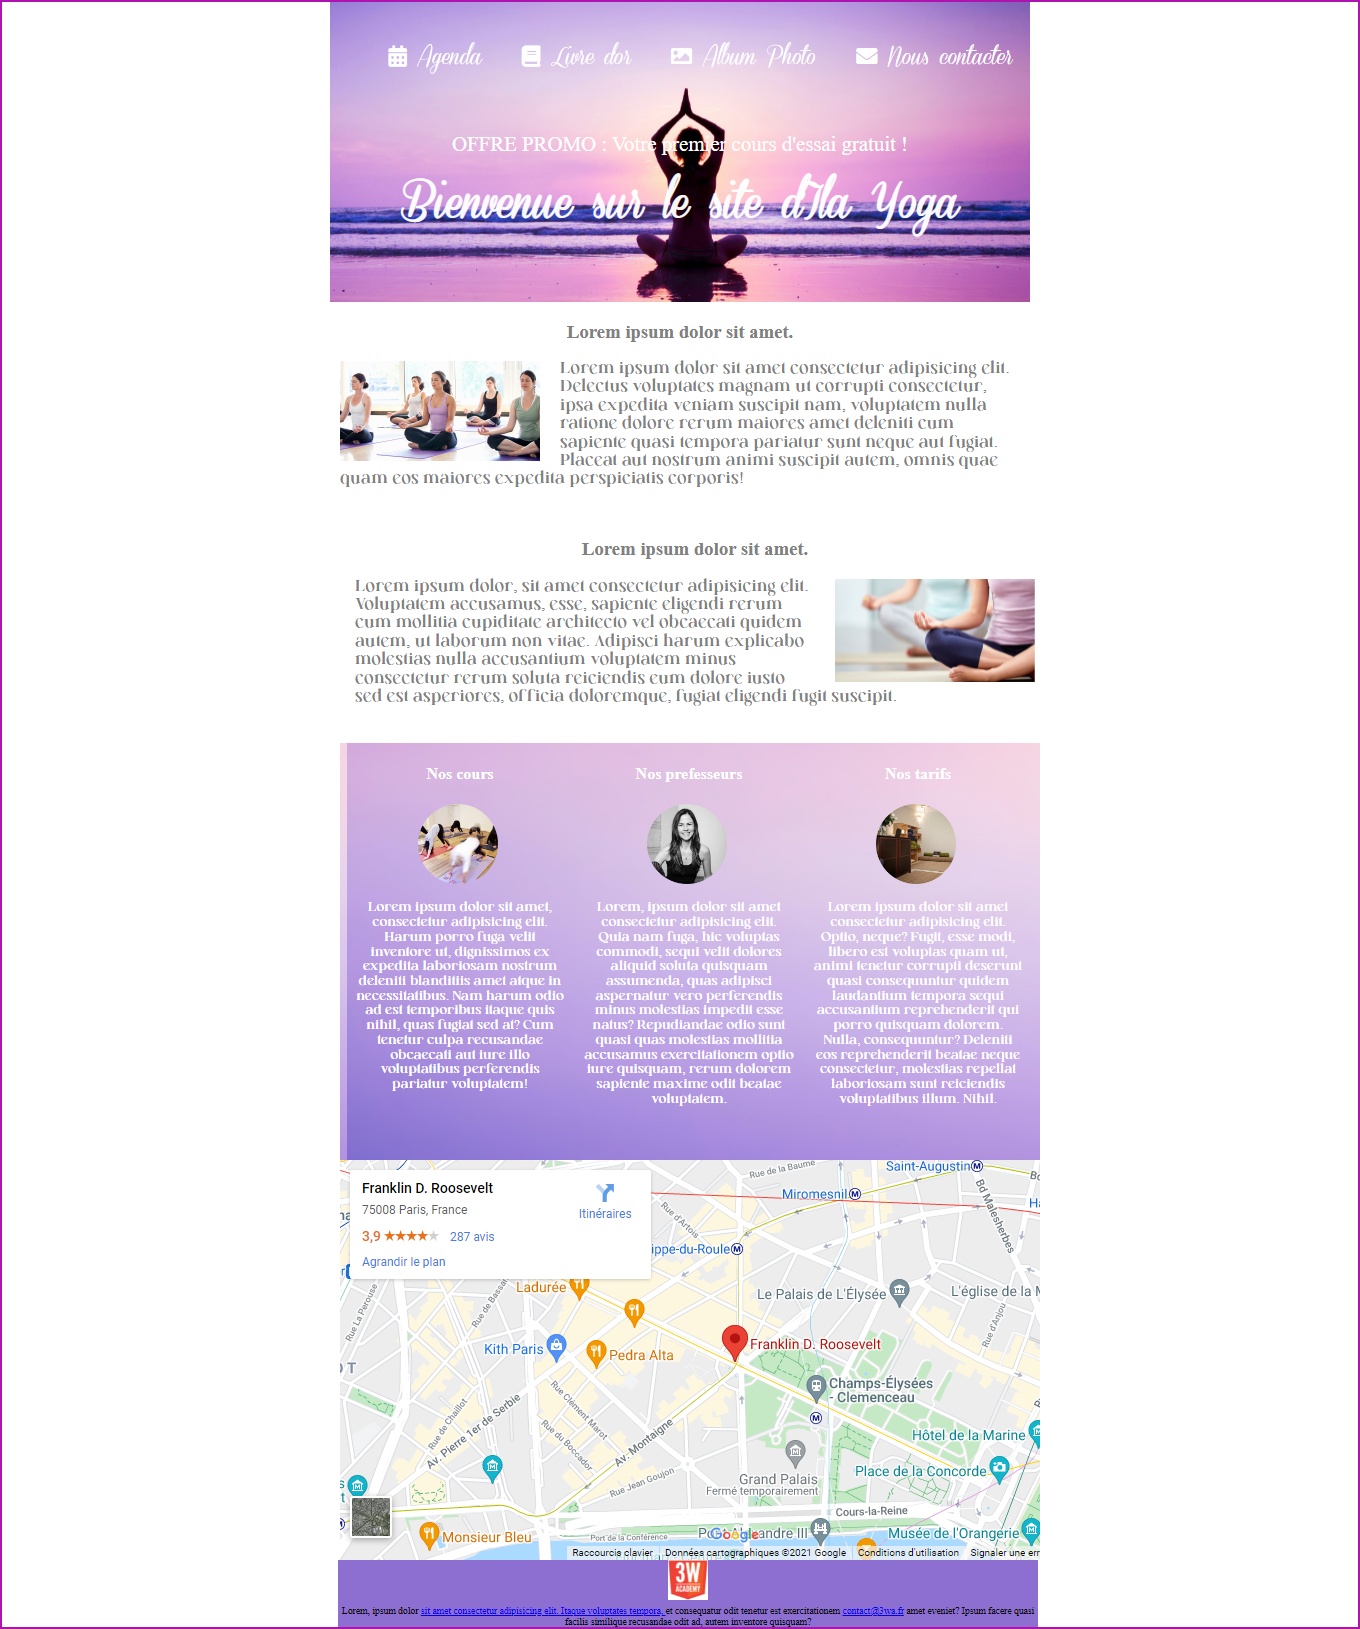 Agenda Livre dor Album Photo Nous contacter
OFFRE PROMO : Votre premier cours d'essai gratuit !
Bienvenue sur le site d'Ila Yoga
Lorem ipsum dolor sit amet.
Lorem ipsum dolor sit amet consectetur adipisicing elit.
Delectus voluptates magnam ut corrupti consectetur,
ipsa expedita veniam suscipit nam, voluptatem nulla
ratione dolore rerum maiores amet deleniti cum
sapiente quasi tempora pariatur sunt neque aut fugiat.
Placeat aut nostrum animi suscipit autem, omnis quae
quam eos maiores expedita perspiciatis corporis!
Lorem ipsum dolor sit amet.
Lorem ipsum dolor, sit amet consectetur adipisicing elit.
Voluptatem accusamus, esse, sapiente eligendi rerum
cum mollitia cupiditate architecto vel obcaecati quidem
autem, ut laborum non vitae. Adipisci harum explicabo
molestias nulla accusantium voluptatem minus
consectetur rerum soluta reiciendis eum dolore iusto
sed est asperiores, officia doloremque, fugiat eligendi fugit suscipit.
Nos cours
Lorem ipsum dolor sit amet,
consectetur adipisicing elit.
Harum porro fuga velit
inventore ut, dignissimos ex
expedita laboriosam nostrum
deleniti blanditiis amet atque in
necessitatibus. Nam harum odio
ad est temporibus itaque quis
nihil, quas fugiat sed at? Cum
tenetur culpa recusandae
obcaecati aut iure illo
voluptatibus perferendis
pariatur voluptatem!
Nos prefesseurs
Lorem, ipsum dolor sit amet
consectetur adipisicing elit.
Quia nam fuga, hic voluptas
commodi, sequi velit dolores
aliquid soluta quisquam
assumenda, quas adipisci
aspernatur vero perferendis
minus molestias impedit esse
natus? Repudiandae odio sunt
quasi quas molestias mollitia
accusamus exercitationem optio
iure quisquam, rerum dolorem
sapiente maxime odit beatae
voluptatem.
Nos tarifs
Lorem ipsum dolor sit amet
consectetur adipisicing elit.
Optio, neque? Fugit, esse modi,
libero est voluptas quam ut,
animi tenetur corrupti deserunt
quasi consequuntur quidem
laudantium tempora sequi
accusantium reprehenderit qui
porro quisquam dolorem.
Nulla, consequuntur? Deleniti
eos reprehenderit beatae neque
consectetur, molestias repellat
laboriosam sunt reiciendis
voluptatibus illum. Nihil.
Franklin D. Roosevelt
75008 Paris, France
3,9 287 avis
Agrandir le plan
Itinéraires
Rue de la Baume
Saint-Augustin M
Miromesnil M
Bd Malesherbes
Rue d'Artois
ippe-du-Roule M
Le Palais de L'Élysée
L'église de la M
Rue d'Anjou
Ladurée
Rue de Bassa
Rue La Perouse
Kith Paris
Pedra Alta
Franklin D. Roosevelt
Champs-Élysées
- Clemenceau
M
Rue de Chaillot
Av. Pierre 1er de Serbie
Rue Clément Marot
Rue du Boccador
Av. Montaigne
Rue Jean Goujon
Hôtel de la Marine
Place de la Concorde
Grand Palais
Fermé temporairement
Cours-la-Reine
Monsieur Bleu
Port de la Conférence
Google
andre III
Musée de l'Orangerie
Raccourcis clavier Données cartographiques ©2021 Google Conditions d'utilisation Signaler une err
3W
ACADEMY
Lorem, ipsum dolor sit amet consectetur adipisicing elit. Itaque voluptates tempora, et consequatur odit tenetur est exercitationem contact@3wa.fr amet eveniet? Ipsum facere quasi
facilis similique recusandae odit ad, autem inventore quisquam?